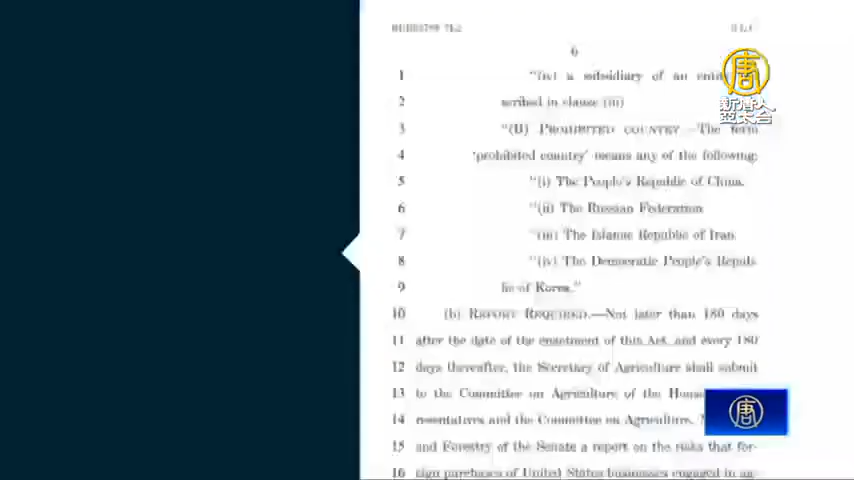 6
1 "(iv) a subsidiary of an
2 scribed in clause (iii)
3 "(II) PROHIBITED COUNTRY.—The term
4 'prohibited country' means any of the following:
5 "(i) The People's Republic of China.
6 "(ii) The Russian Federation.
7 "(iii) The Islamic Republic of Iran.
8 "(iv) The Democratic People's Repub-
9 lic of Korea."
10 (b) REPORT REQUIRED.—Not later than 180 days
11 after the date of the enactment of this Act, and every 180
12 days thereafter, the Secretary of Agriculture shall submit
13 to the Committee on Agriculture of the
14 resentatives and the Committee on Agriculture,
15 and Forestry of the Senate a report on the risks that for-
16 eign purchases of United States businesses engaged in
唐
新唐人
亞太台
唐